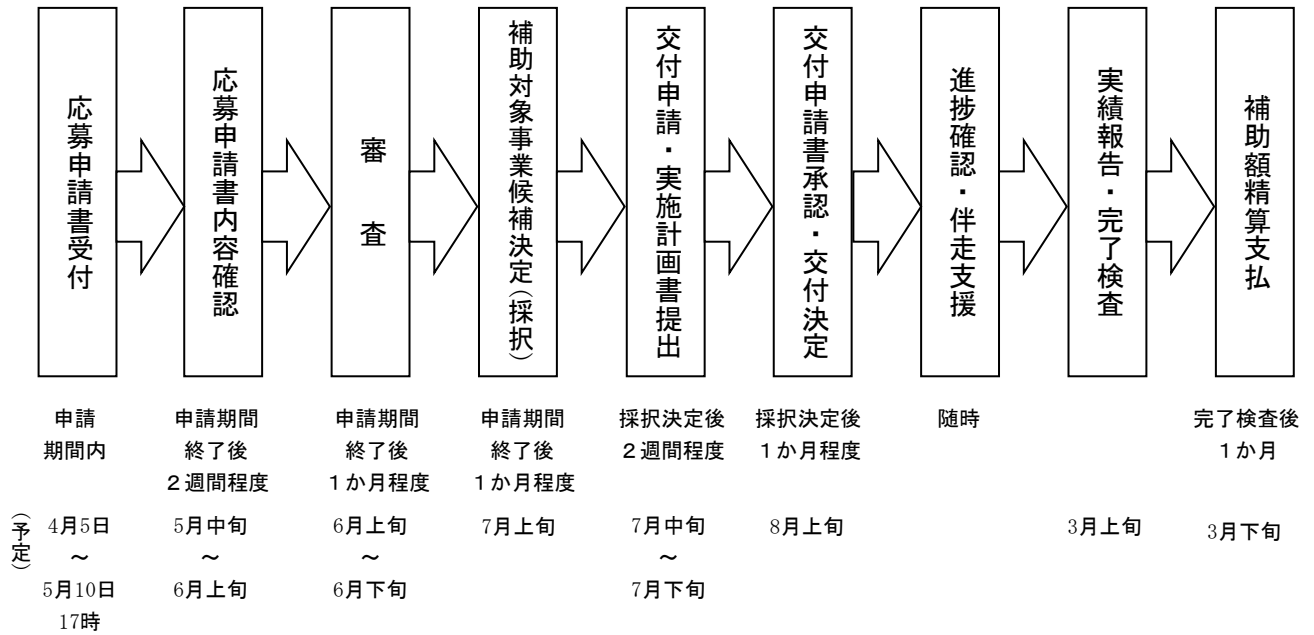 応募申請書受付
応募申請書内容確認
審査
補助対象事業候補決定(採択)
交付申請・実施計画書提出
交付申請書承認・交付決定
進捗確認・伴走支援
実績報告・完了検査
補助額精算支払
申請
期間内
申請期間
終了後
２週間程度
申請期間
終了後
１か月程度
申請期間
終了後
１か月程度
採択決定後
２週間程度
採択決定後
１か月程度
随時
完了検査後
１か月
(予定)
4月5日
～
5月10日
17時
5月中旬
～
6月上旬
6月上旬
～
6月下旬
7月上旬
7月中旬
～
7月下旬
8月上旬
3月上旬
3月下旬